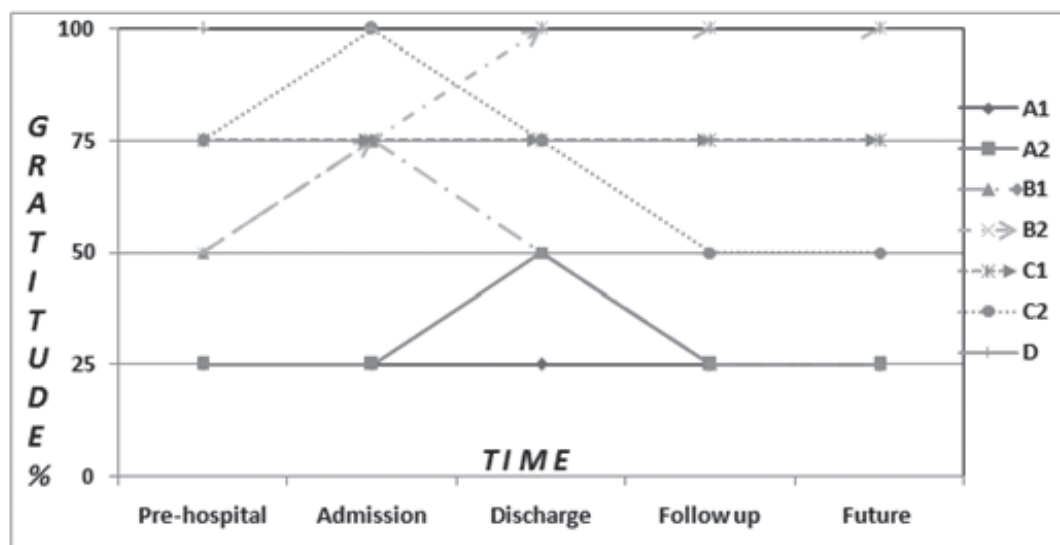 GRATITUDE%
100
75
50
25
0
TIME
Pre-hospital Admission Discharge Follow up Future
A1
A2
B1
B2
C1
C2
D